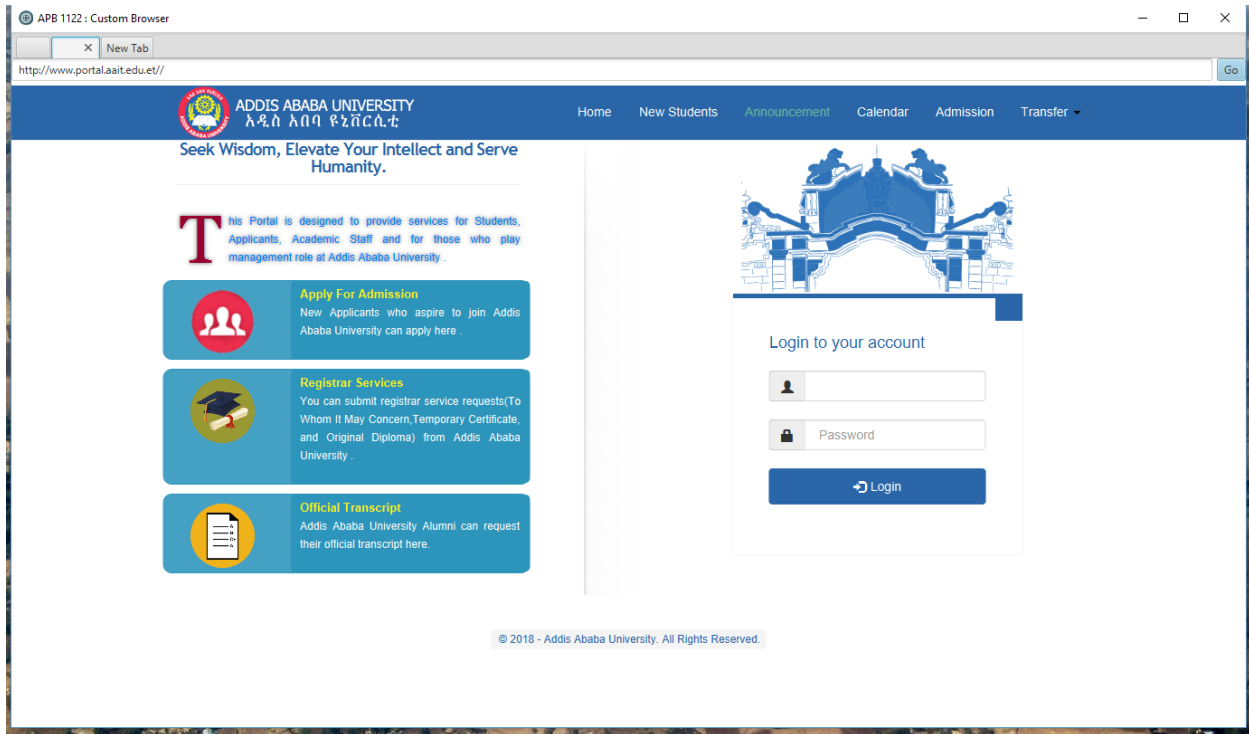 APB 1122 : Custom Browser
New Tab
http://www.portal.aait.edu.et//
Go
ADDIS ABABA UNIVERSITY
አዲስ አበባ ዩኒቨርሲቲ
Home New Students Announcement Calendar Admission Transfer
Seek Wisdom, Elevate Your Intellect and Serve
Humanity.
This Portal is designed to provide services for Students,
Applicants, Academic Staff and for those who play
management role at Addis Ababa University .
Apply For Admission
New Applicants who aspire to join Addis
Ababa University can apply here .
Registrar Services
You can submit registrar service requests(To
Whom It May Concern,Temporary Certificate,
and Original Diploma) from Addis Ababa
University .
Official Transcript
Addis Ababa University Alumni can request
their official transcript here.
Login to your account
Password
Login
© 2018 - Addis Ababa University. All Rights Reserved.